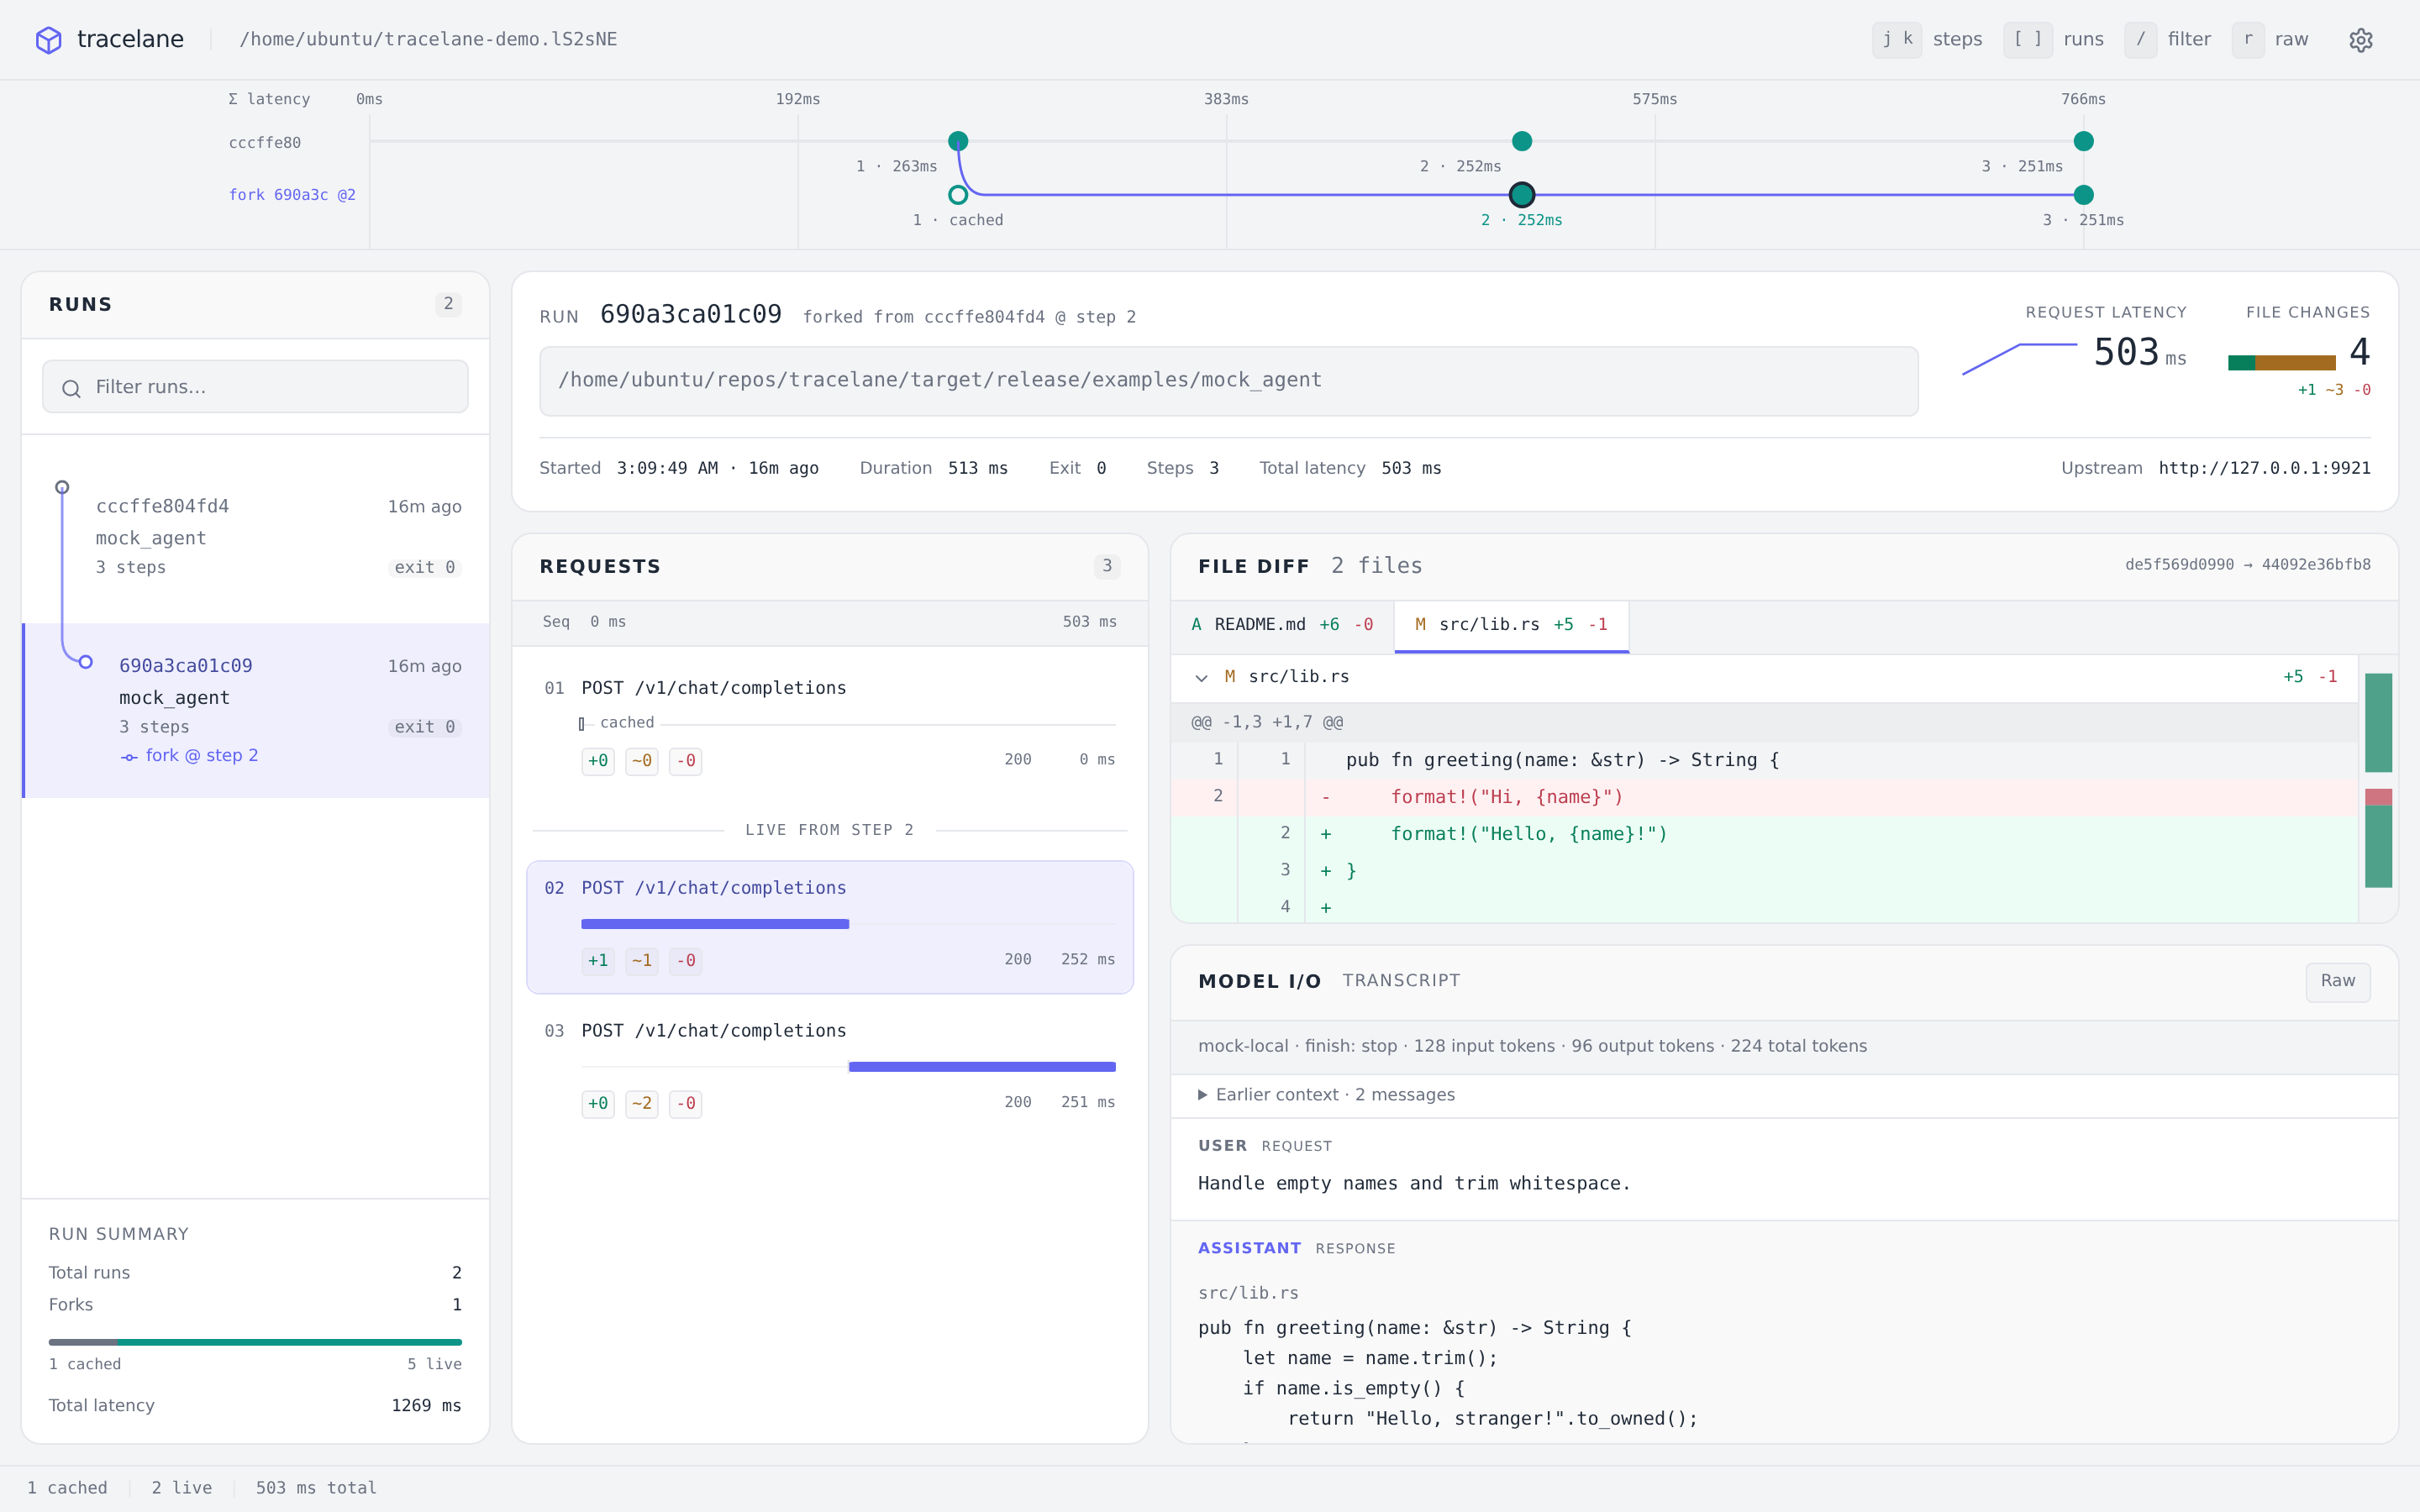 tracelane /home/ubuntu/tracelane-demo.lS2sNE j k steps [ ] runs / filter r raw
Σ latency 0ms 192ms 383ms 575ms 766ms
cccffe80
1 · 263ms 2 · 252ms 3 · 251ms
fork 690a3c @2
1 · cached 2 · 252ms 3 · 251ms
RUNS 2
Filter runs...
cccffe804fd4 16m ago
mock_agent
3 steps exit 0
690a3ca01c09 16m ago
mock_agent
3 steps exit 0
fork @ step 2
RUN SUMMARY
Total runs 2
Forks 1
1 cached 5 live
Total latency 1269 ms
RUN 690a3ca01c09 forked from cccffe804fd4 @ step 2
/home/ubuntu/repos/tracelane/target/release/examples/mock_agent
REQUEST LATENCY
503 ms
FILE CHANGES
4
+1 ~3 -0
Started 3:09:49 AM · 16m ago Duration 513 ms Exit 0 Steps 3 Total latency 503 ms Upstream http://127.0.0.1:9921
REQUESTS 3
Seq 0 ms 503 ms
01 POST /v1/chat/completions
cached
+0 ~0 -0 200 0 ms
LIVE FROM STEP 2
02 POST /v1/chat/completions
+1 ~1 -0 200 252 ms
03 POST /v1/chat/completions
+0 ~2 -0 200 251 ms
FILE DIFF 2 files de5f569d0990 → 44092e36bfb8
A README.md +6 -0 M src/lib.rs +5 -1
M src/lib.rs +5 -1
@@ -1,3 +1,7 @@
1 1 pub fn greeting(name: &str) -> String {
2 - format!("Hi, {name}")
2 + format!("Hello, {name}!")
3 + }
4 +
MODEL I/O TRANSCRIPT Raw
mock-local · finish: stop · 128 input tokens · 96 output tokens · 224 total tokens
Earlier context · 2 messages
USER REQUEST
Handle empty names and trim whitespace.
ASSISTANT RESPONSE
src/lib.rs
pub fn greeting(name: &str) -> String {
let name = name.trim();
if name.is_empty() {
return "Hello, stranger!".to_owned();
1 cached 2 live 503 ms total